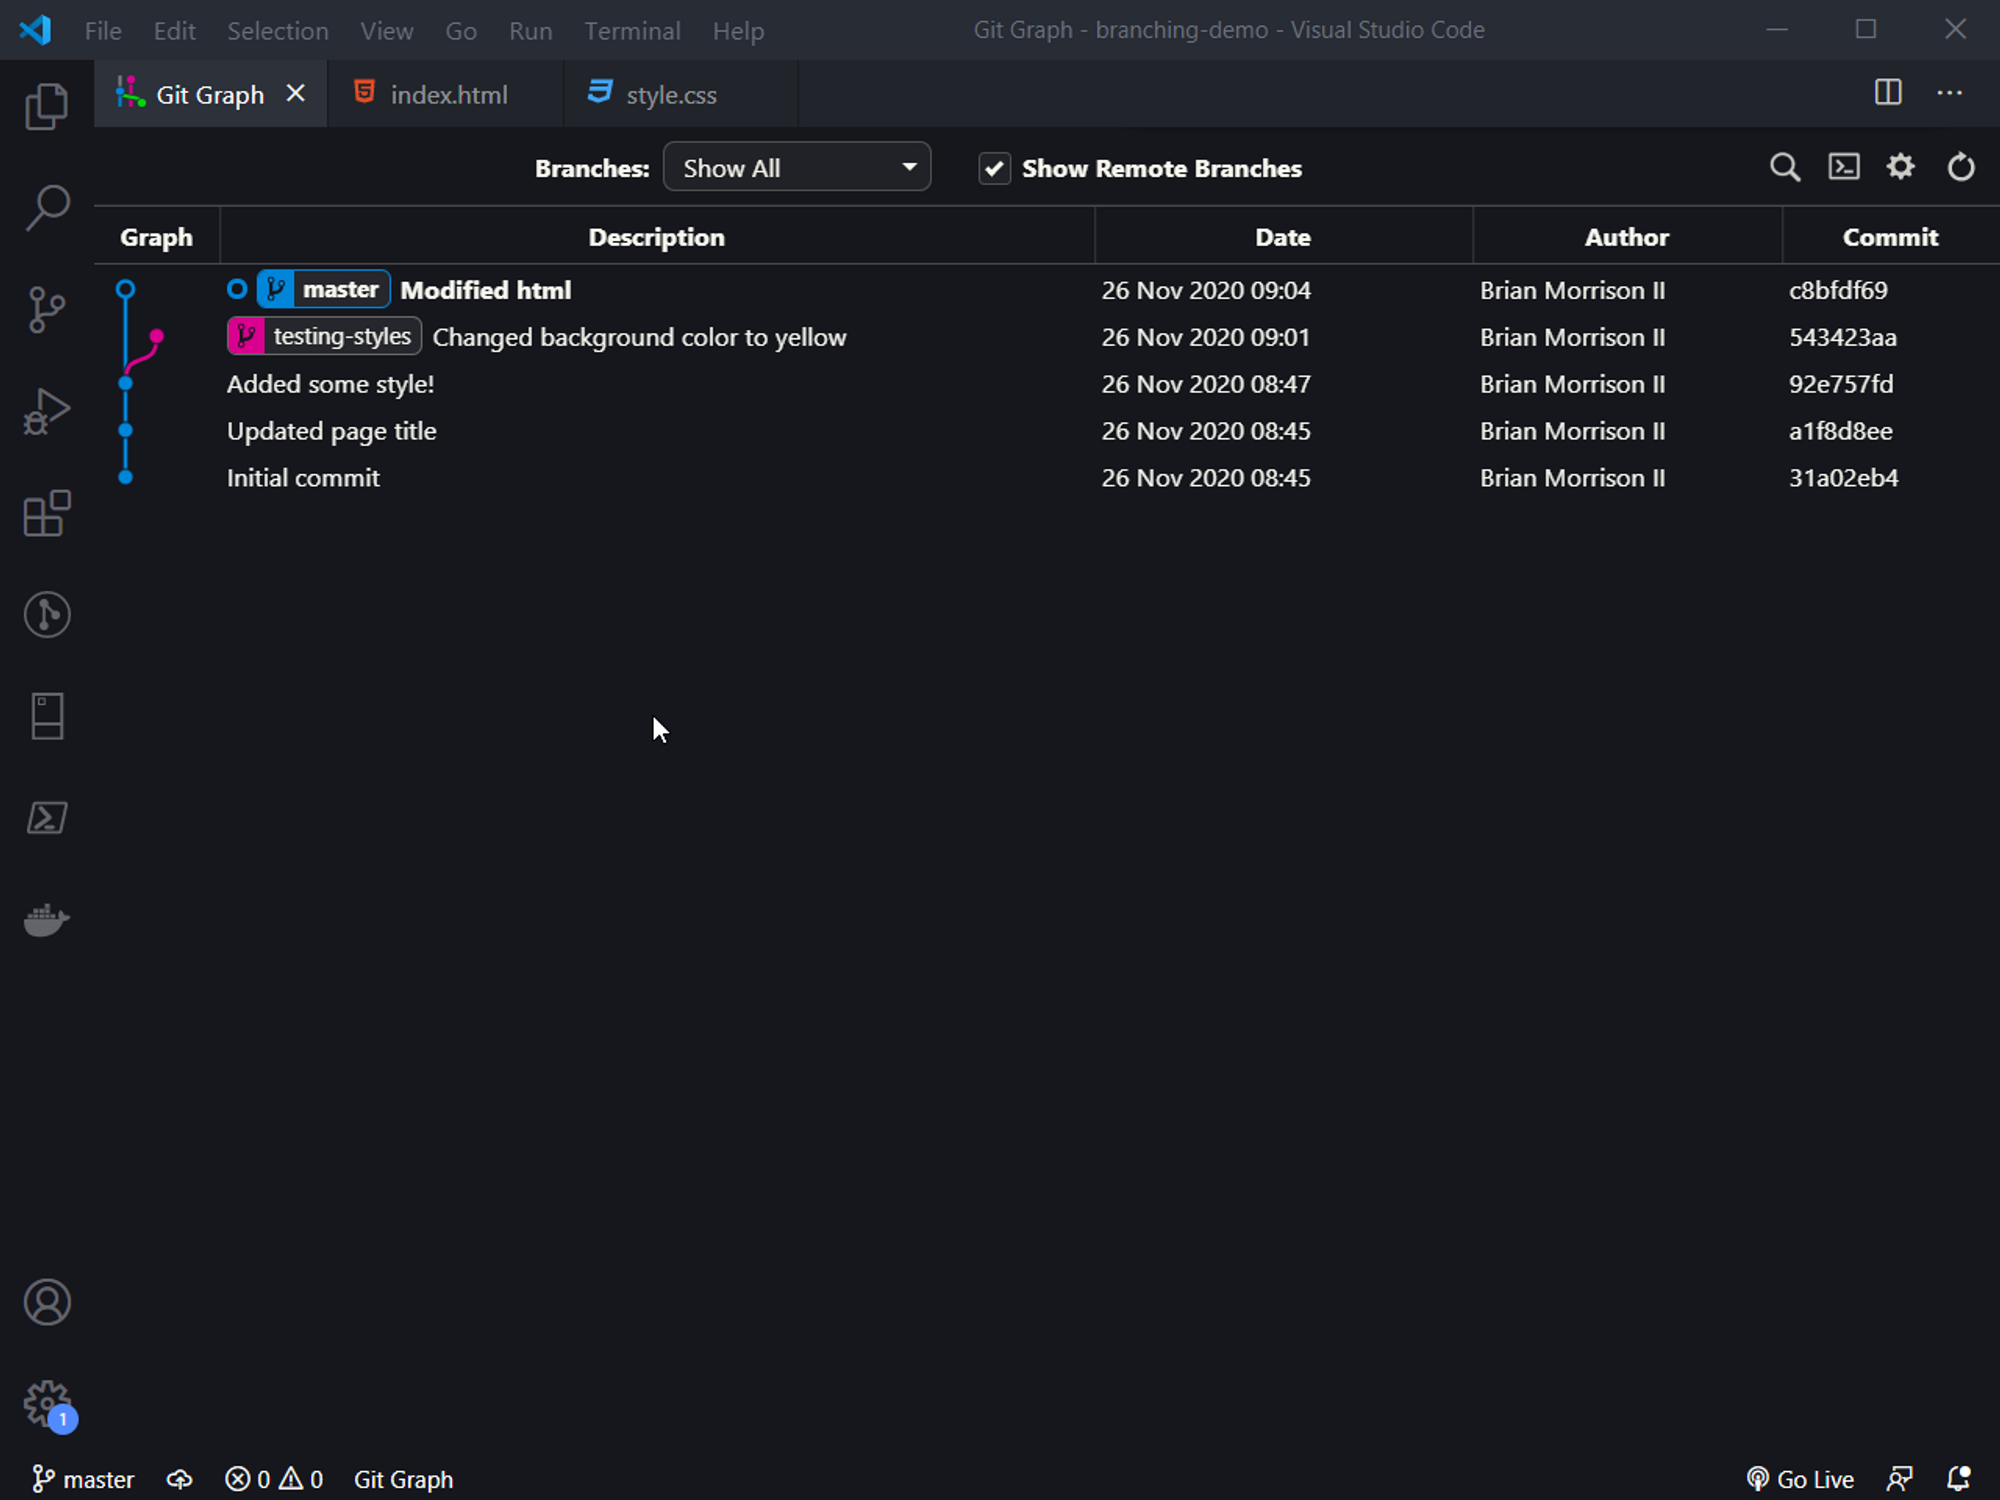 File Edit Selection View Go Run Terminal Help Git Graph - branching-demo - Visual Studio Code
Git Graph index.html style.css
Branches: Show All Show Remote Branches
Graph Description Date Author Commit
master Modified html 26 Nov 2020 09:04 Brian Morrison II c8bfdf69
testing-styles Changed background color to yellow 26 Nov 2020 09:01 Brian Morrison II 543423aa
Added some style! 26 Nov 2020 08:47 Brian Morrison II 92e757fd
Updated page title 26 Nov 2020 08:45 Brian Morrison II a1f8d8ee
Initial commit 26 Nov 2020 08:45 Brian Morrison II 31a02eb4
1
master 0 0 Git Graph Go Live